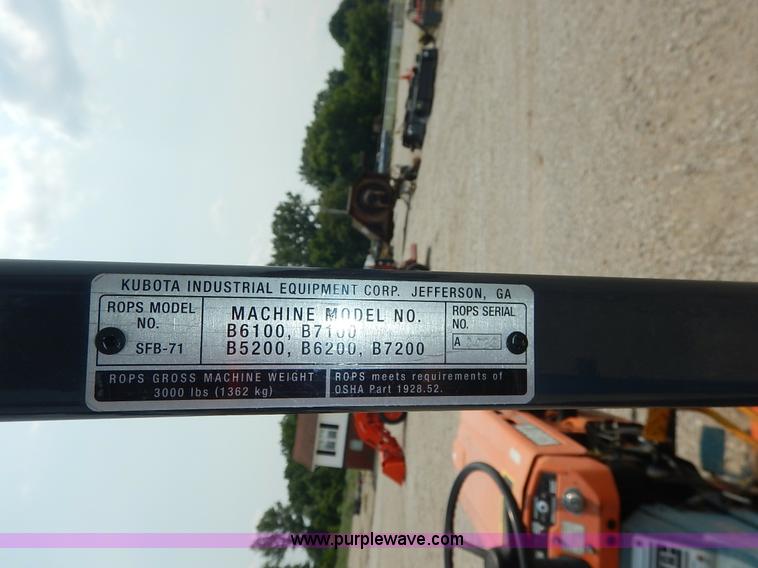 KUBOTA INDUSTRIAL EQUIPMENT CORP. JEFFERSON, GA
ROPS MODEL NO.
SFB-71
MACHINE MODEL NO.
B6100, B7100
B5200, B6200, B7200
ROPS SERIAL NO.
A
ROPS GROSS MACHINE WEIGHT
3000 lbs (1362 kg)
ROPS meets requirements of
OSHA Part 1928.52.
www.purplewave.com